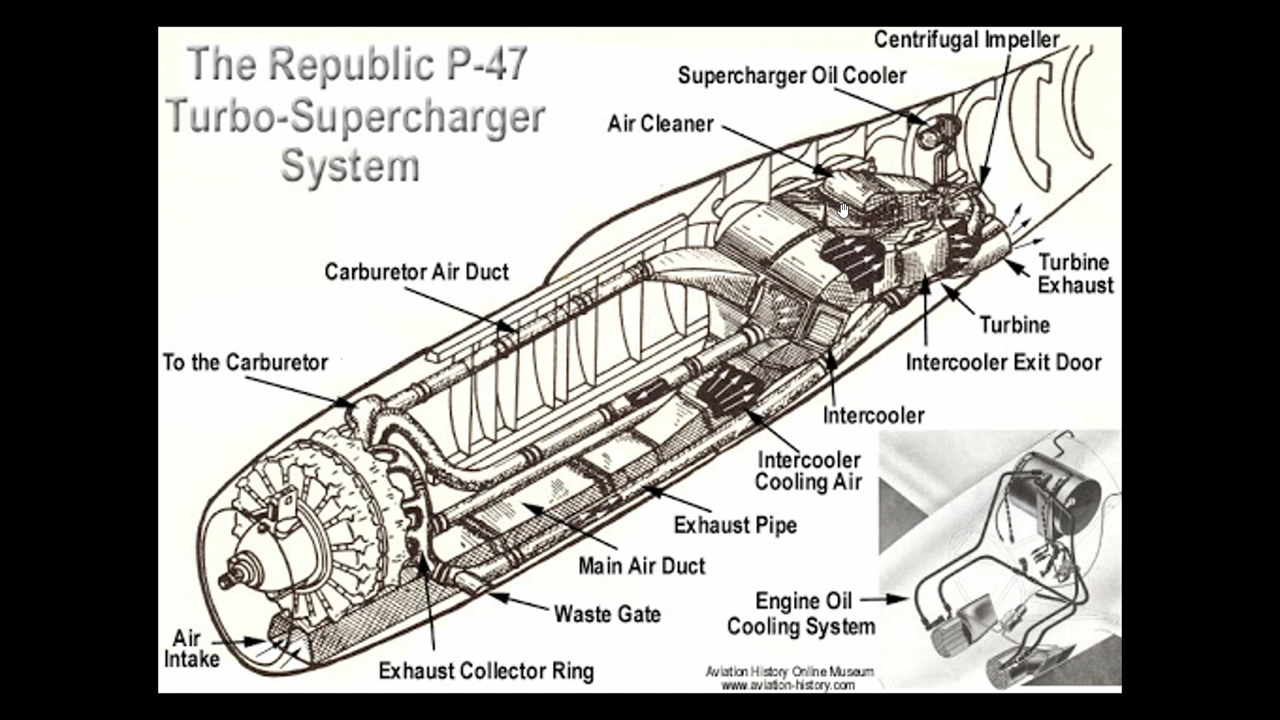 The Republic P-47
Turbo-Supercharger
System
Centrifugal Impeller
Supercharger Oil Cooler
Air Cleaner
Carburetor Air Duct
Turbine
Exhaust
Turbine
To the Carburetor
Intercooler Exit Door
Intercooler
Intercooler
Cooling Air
Exhaust Pipe
Main Air Duct
Engine Oil
Cooling System
Waste Gate
Air
Intake
Exhaust Collector Ring
Aviation History Online Museum
www.aviation-history.com